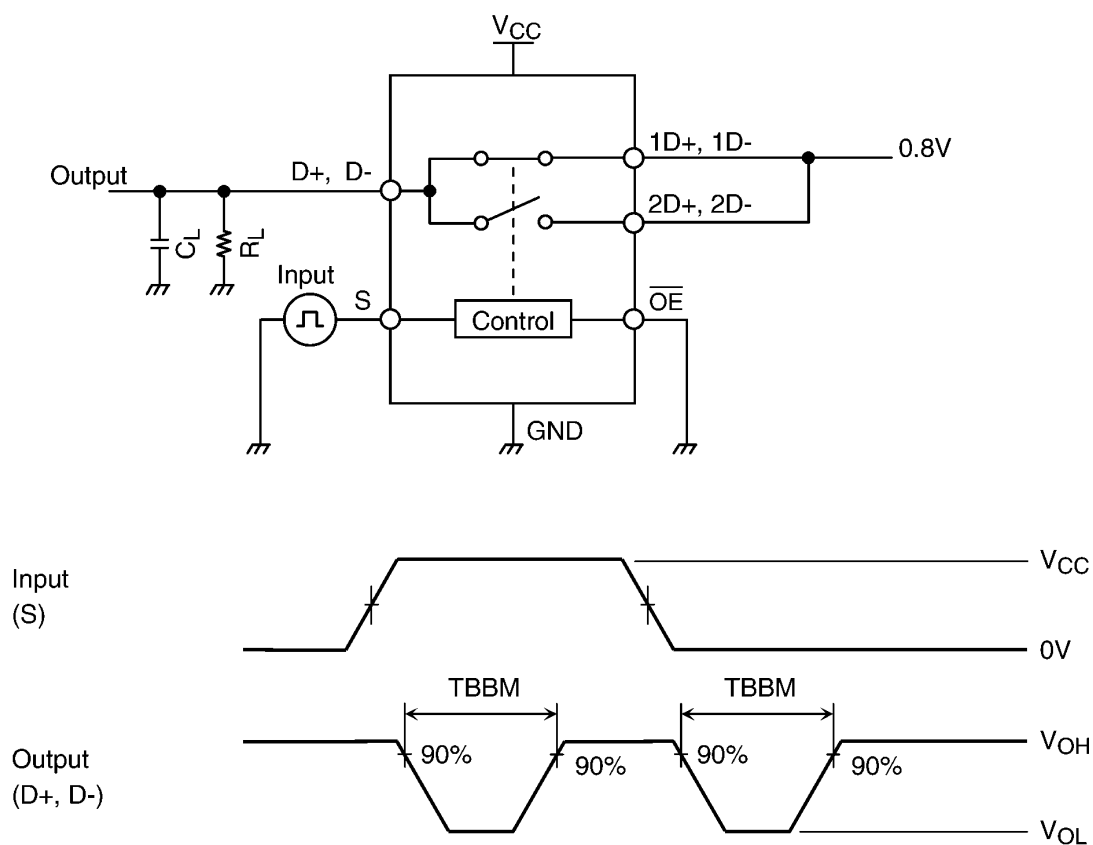 VCC
1D+, 1D-
0.8V
Output
D+, D-
2D+, 2D-
CL
RL
Input
S
Control
OE
GND
Input
(S)
VCC
0V
TBBM
TBBM
Output
(D+, D-)
90%
90%
90%
90%
VOH
VOL